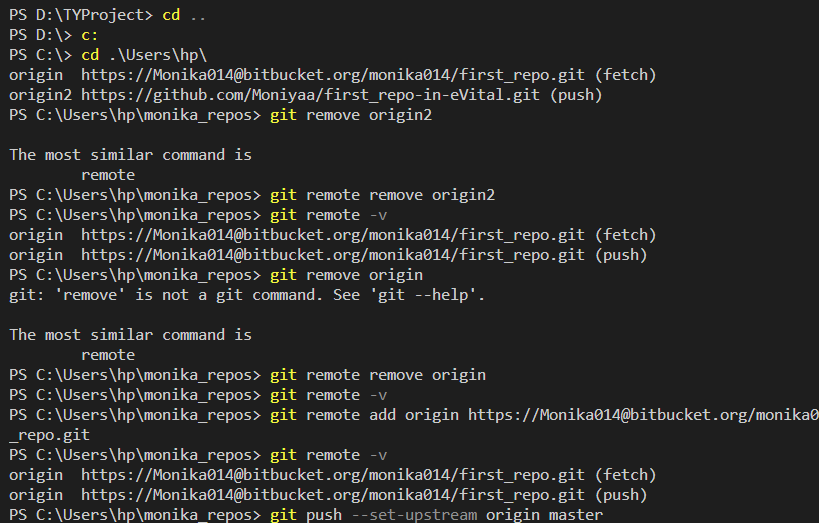 PS D:\TYProject> cd ..
PS D:\> c:
PS C:\> cd .\Users\hp\
origin  https://Monika014@bitbucket.org/monika014/first_repo.git (fetch)
origin2 https://github.com/Moniyaa/first_repo-in-eVital.git (push)
PS C:\Users\hp\monika_repos> git remove origin2
The most similar command is
        remote
PS C:\Users\hp\monika_repos> git remote remove origin2
PS C:\Users\hp\monika_repos> git remote -v
origin  https://Monika014@bitbucket.org/monika014/first_repo.git (fetch)
origin  https://Monika014@bitbucket.org/monika014/first_repo.git (push)
PS C:\Users\hp\monika_repos> git remove origin
git: 'remove' is not a git command. See 'git --help'.
The most similar command is
        remote
PS C:\Users\hp\monika_repos> git remote remove origin
PS C:\Users\hp\monika_repos> git remote -v
PS C:\Users\hp\monika_repos> git remote add origin https://Monika014@bitbucket.org/monika0
_repo.git
PS C:\Users\hp\monika_repos> git remote -v
origin  https://Monika014@bitbucket.org/monika014/first_repo.git (fetch)
origin  https://Monika014@bitbucket.org/monika014/first_repo.git (push)
PS C:\Users\hp\monika_repos> git push --set-upstream origin master